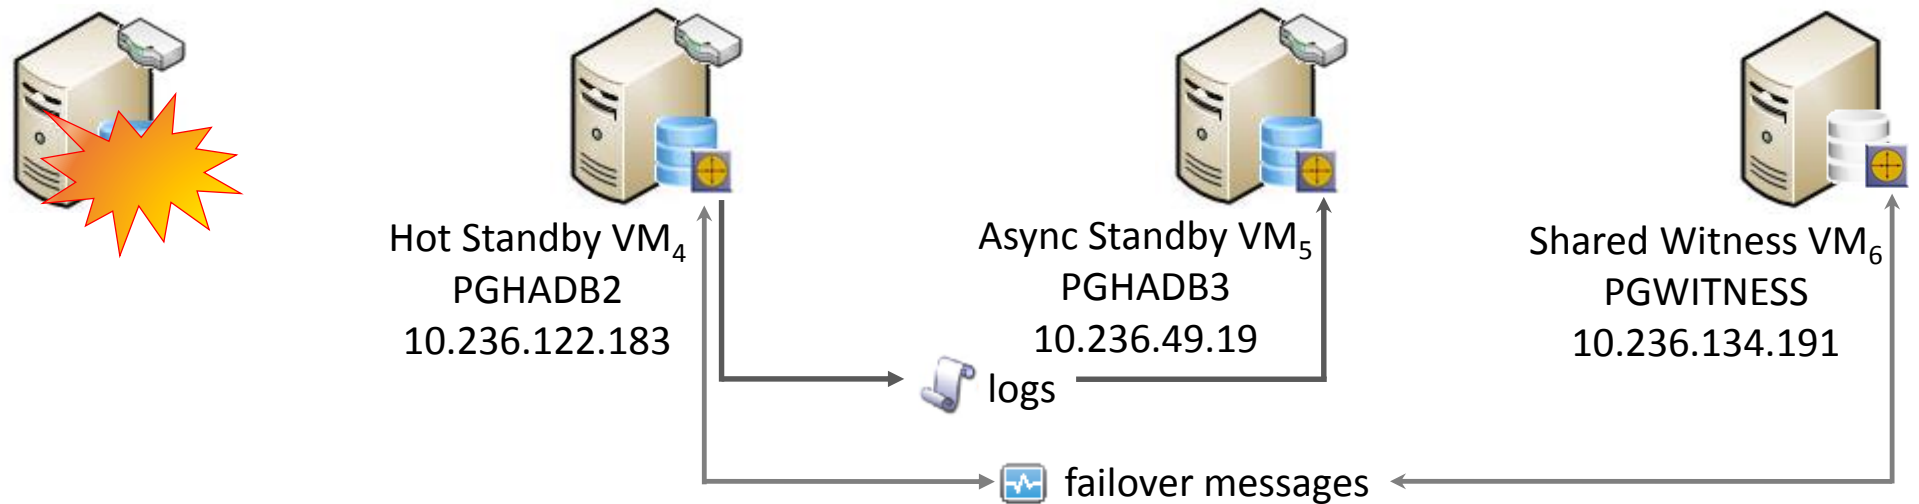 Hot Standby VM4
PGHADB2
10.236.122.183
Async Standby VM5
PGHADB3
10.236.49.19
Shared Witness VM6
PGWITNESS
10.236.134.191
logs
failover messages